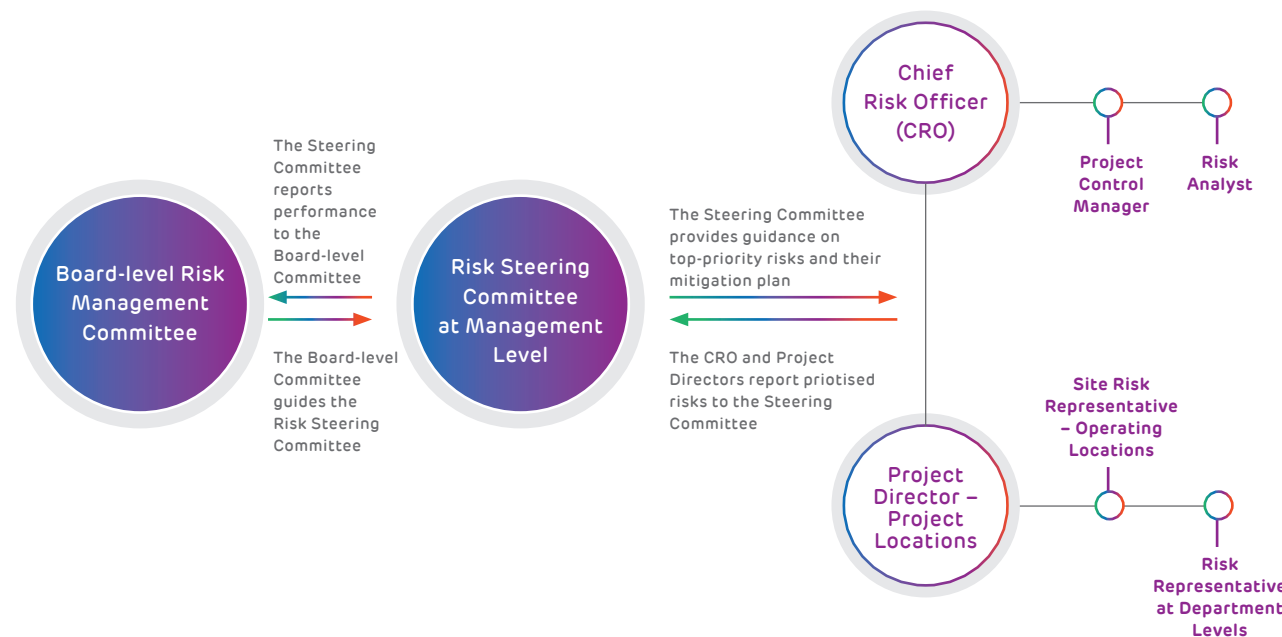 Board-level Risk
Management
Committee
The Steering
Committee
reports
performance
to the
Board-level
Committee
The Board-level
Committee
guides the
Risk Steering
Committee
Risk Steering
Committee
at Management
Level
The Steering Committee
provides guidance on
top-priority risks and their
mitigation plan
The CRO and Project
Directors report priotised
risks to the Steering
Committee
Chief
Risk Officer
(CRO)
Project
Control
Manager
Risk
Analyst
Project
Director –
Project
Locations
Site Risk
Representative
– Operating
Locations
Risk
Representative
at Department
Levels